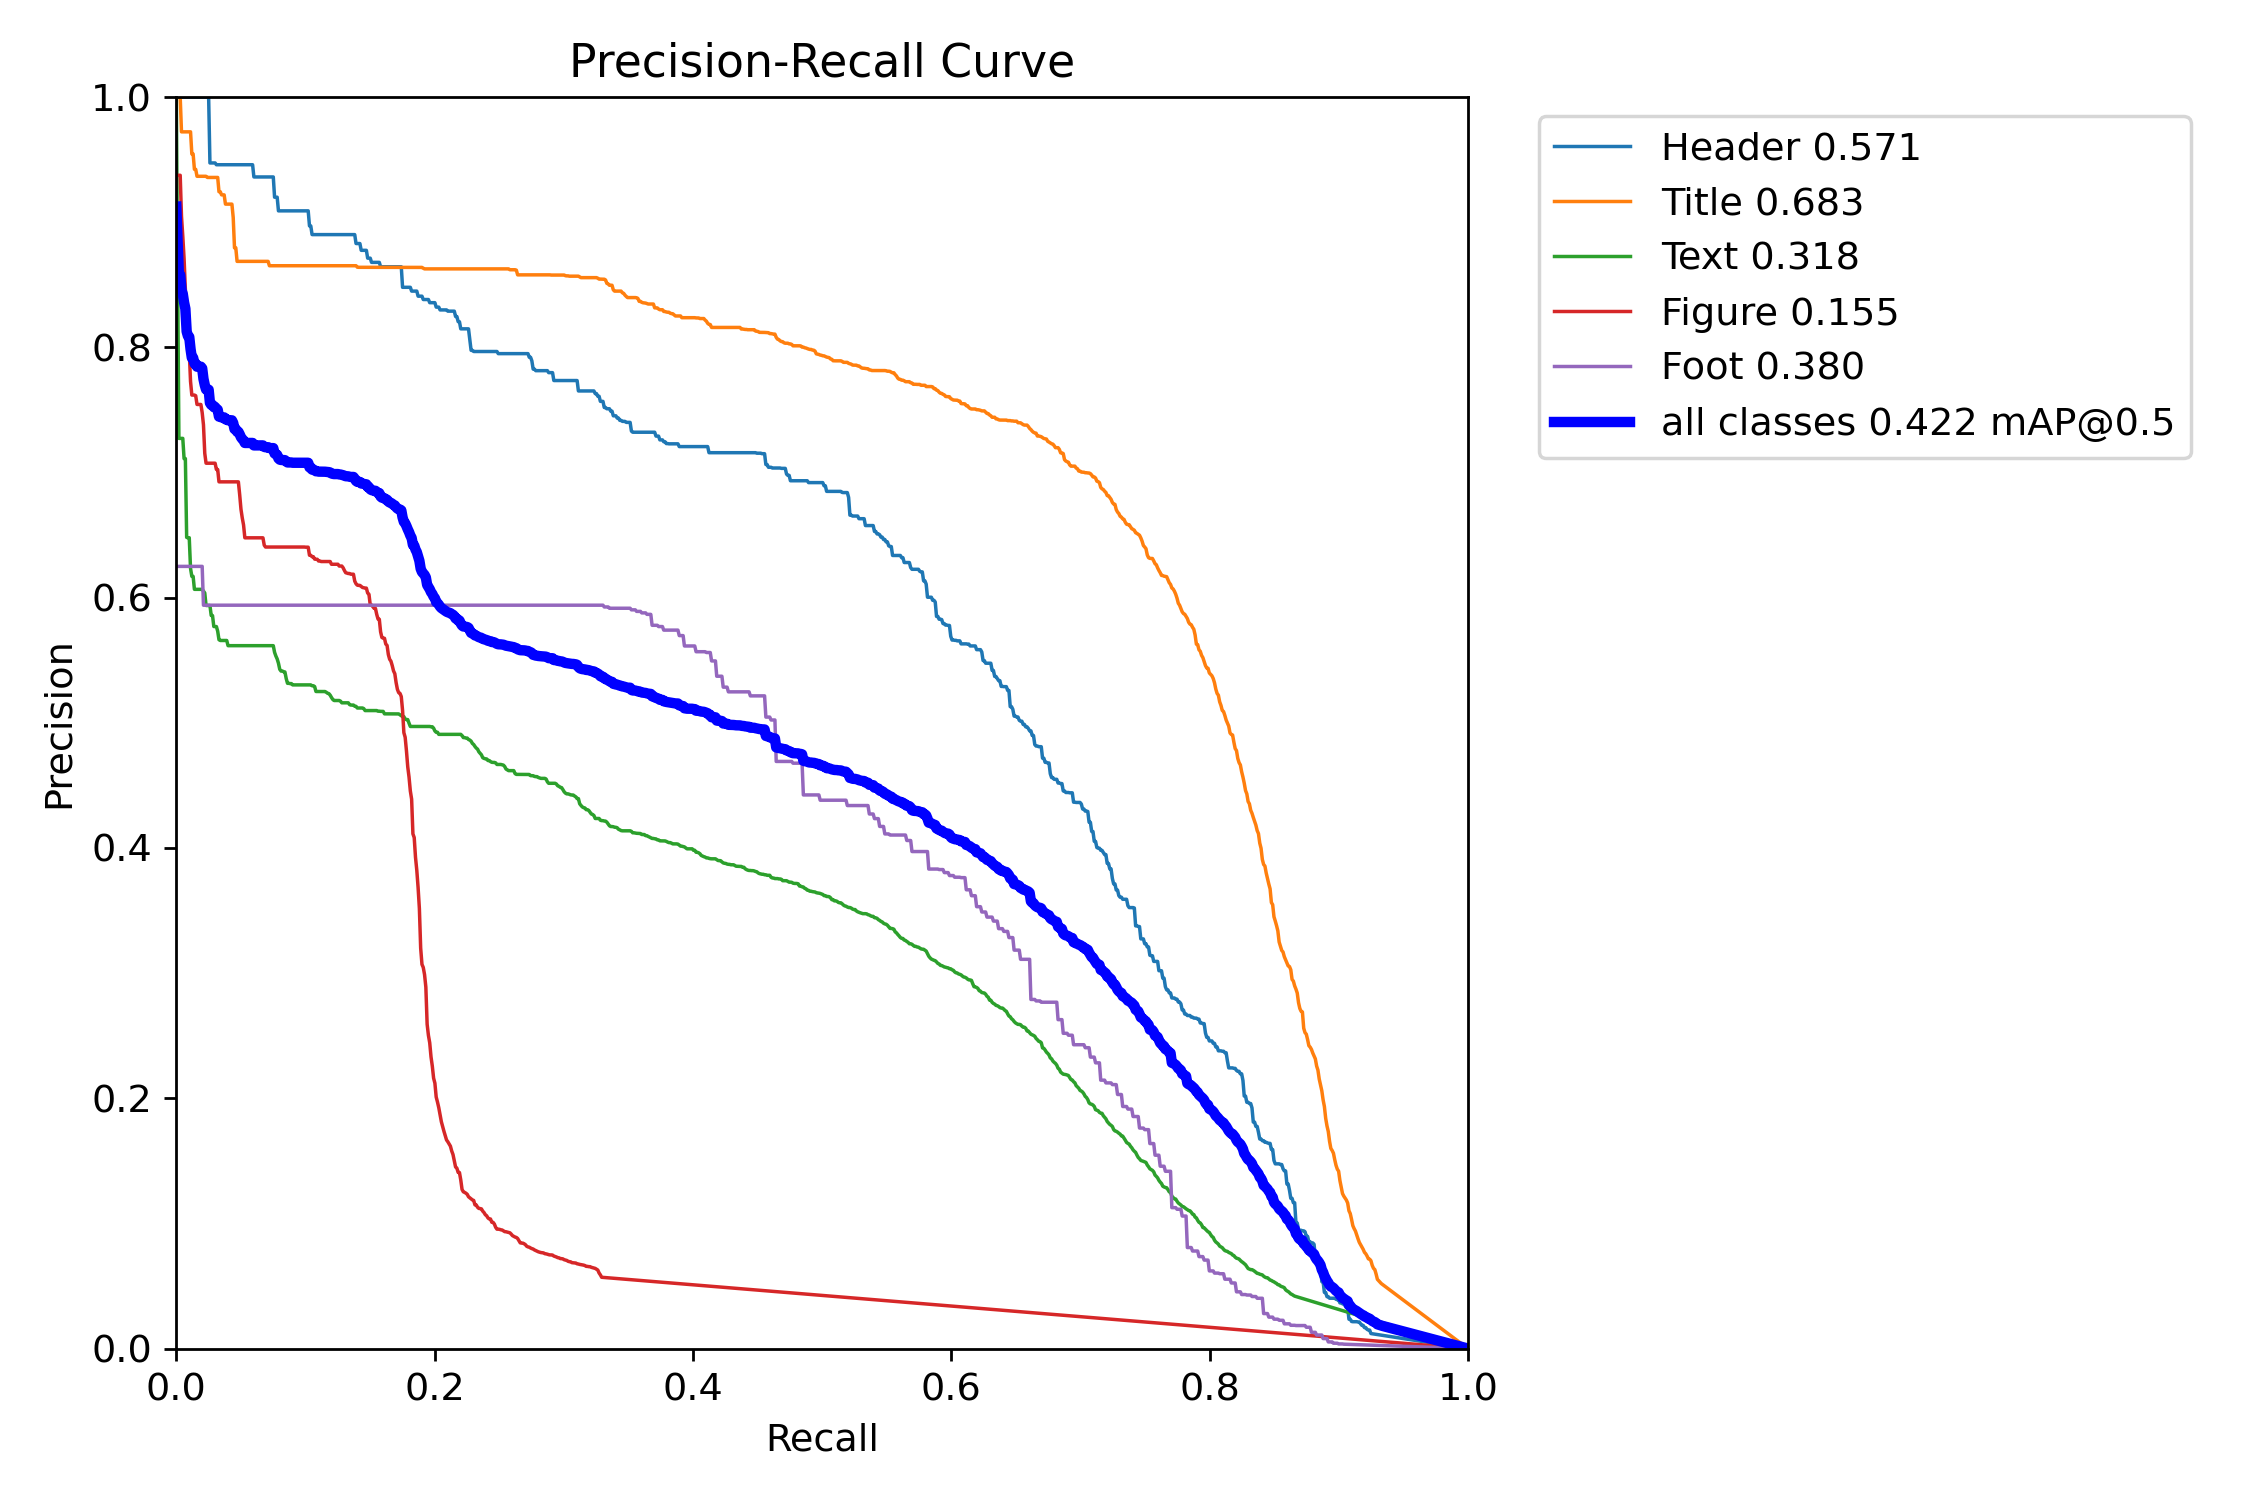 Precision-Recall Curve
1.0
0.8
0.6
0.4
0.2
0.0
Precision
0.0 0.2 0.4 0.6 0.8 1.0
Recall
Header 0.571
Title 0.683
Text 0.318
Figure 0.155
Foot 0.380
all classes 0.422 mAP@0.5